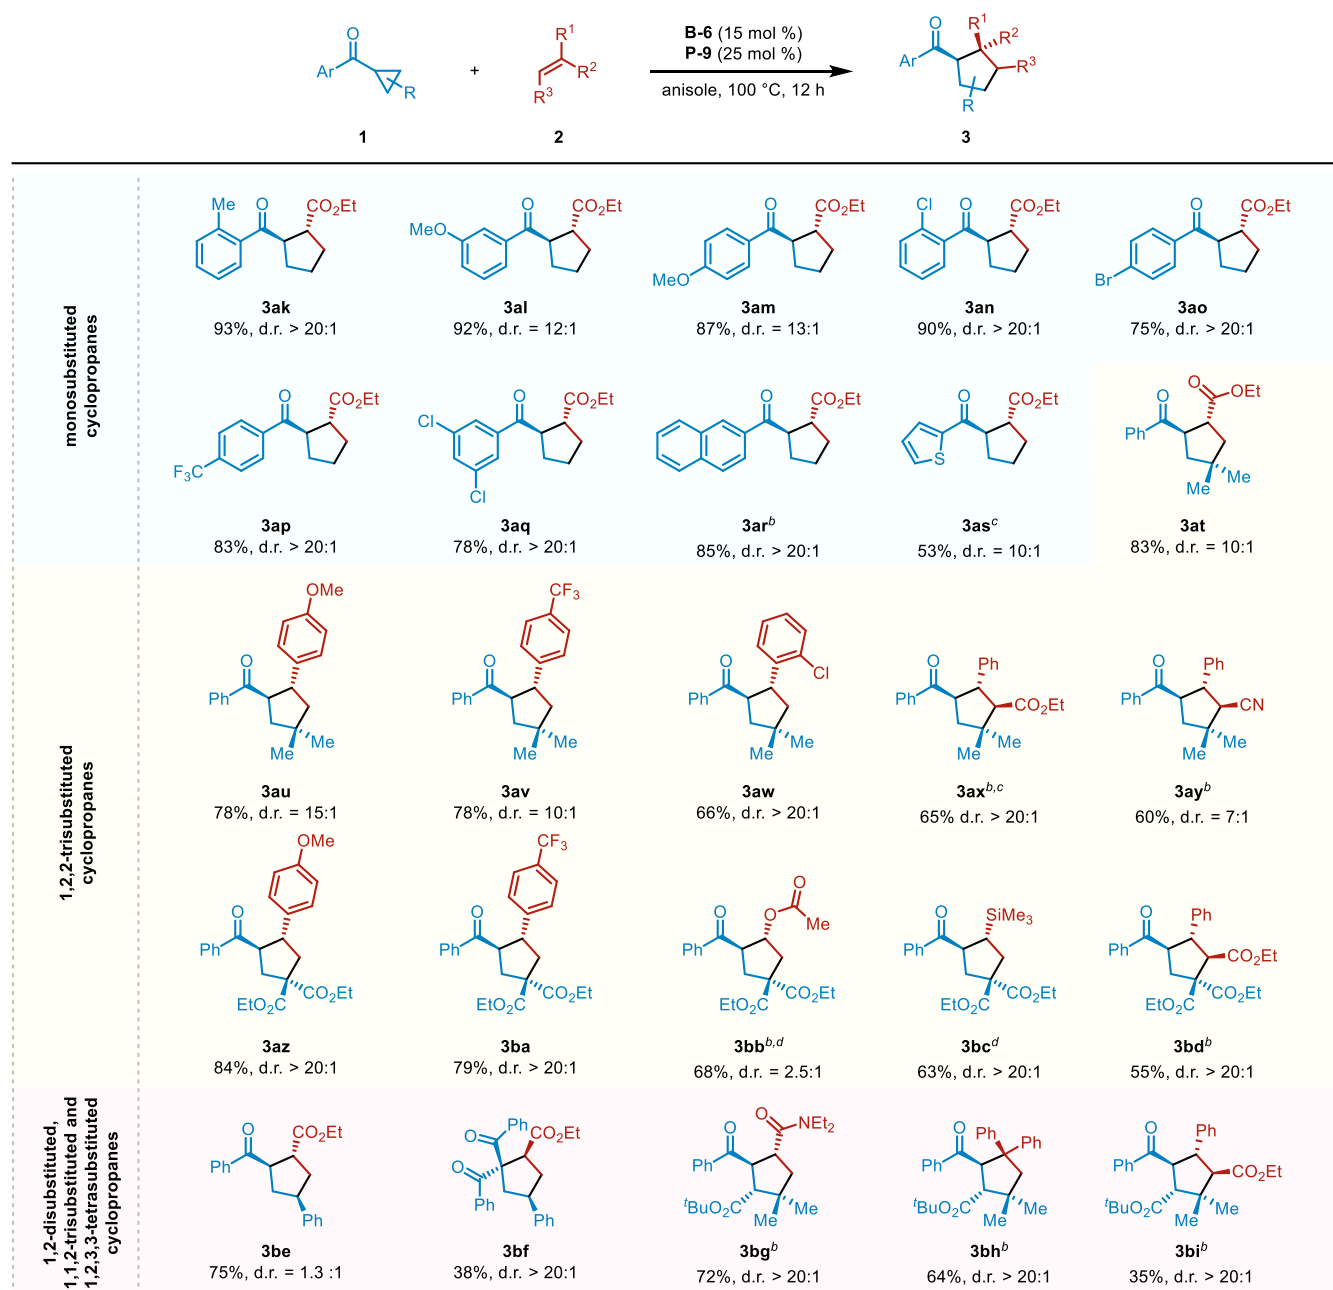 O
Ar
R
1
+
R1
R2
R3
2
B-6 (15 mol %)
P-9 (25 mol %)
anisole, 100 °C, 12 h
O
R1
R2
Ar
R3
R
3
monosubstituted
cyclopropanes
Me
O
CO2Et
3ak
93%, d.r. > 20:1
MeO
O
CO2Et
3al
92%, d.r. = 12:1
MeO
O
CO2Et
3am
87%, d.r. = 13:1
Cl
O
CO2Et
3an
90%, d.r. > 20:1
Br
O
CO2Et
3ao
75%, d.r. > 20:1
F3C
O
CO2Et
3ap
83%, d.r. > 20:1
Cl
Cl
O
CO2Et
3aq
78%, d.r. > 20:1
O
CO2Et
3arb
85%, d.r. > 20:1
S
O
CO2Et
3asc
53%, d.r. = 10:1
O
OEt
O
Ph
Me
Me
3at
83%, d.r. = 10:1
1,2,2-trisubstituted
cyclopropanes
OMe
O
Ph
Me
Me
3au
78%, d.r. = 15:1
CF3
O
Ph
Me
Me
3av
78%, d.r. = 10:1
Cl
O
Ph
Me
Me
3aw
66%, d.r. > 20:1
Ph
O
Ph
CO2Et
Me
Me
3axb,c
65% d.r. > 20:1
Ph
O
Ph
CN
Me
Me
3ayb
60%, d.r. = 7:1
OMe
O
Ph
EtO2C
CO2Et
3az
84%, d.r. > 20:1
CF3
O
Ph
EtO2C
CO2Et
3ba
79%, d.r. > 20:1
O
O
Me
O
Ph
EtO2C
CO2Et
3bbb,d
68%, d.r. = 2.5:1
SiMe3
O
Ph
EtO2C
CO2Et
3bcd
63%, d.r. > 20:1
Ph
O
Ph
CO2Et
EtO2C
CO2Et
3bdb
55%, d.r. > 20:1
1,2-disubstituted,
1,1,2-trisubstituted and
1,2,3,3-tetrasubstituted
cyclopropanes
O
CO2Et
Ph
Ph
3be
75%, d.r. = 1.3 :1
Ph
O
CO2Et
O
Ph
Ph
3bf
38%, d.r. > 20:1
O
NEt2
O
Ph
tBuO2C
Me
Me
3bgb
72%, d.r. > 20:1
Ph
Ph
O
Ph
tBuO2C
Me
Me
3bhb
64%, d.r. > 20:1
Ph
O
Ph
CO2Et
tBuO2C
Me
Me
3bib
35%, d.r. > 20:1